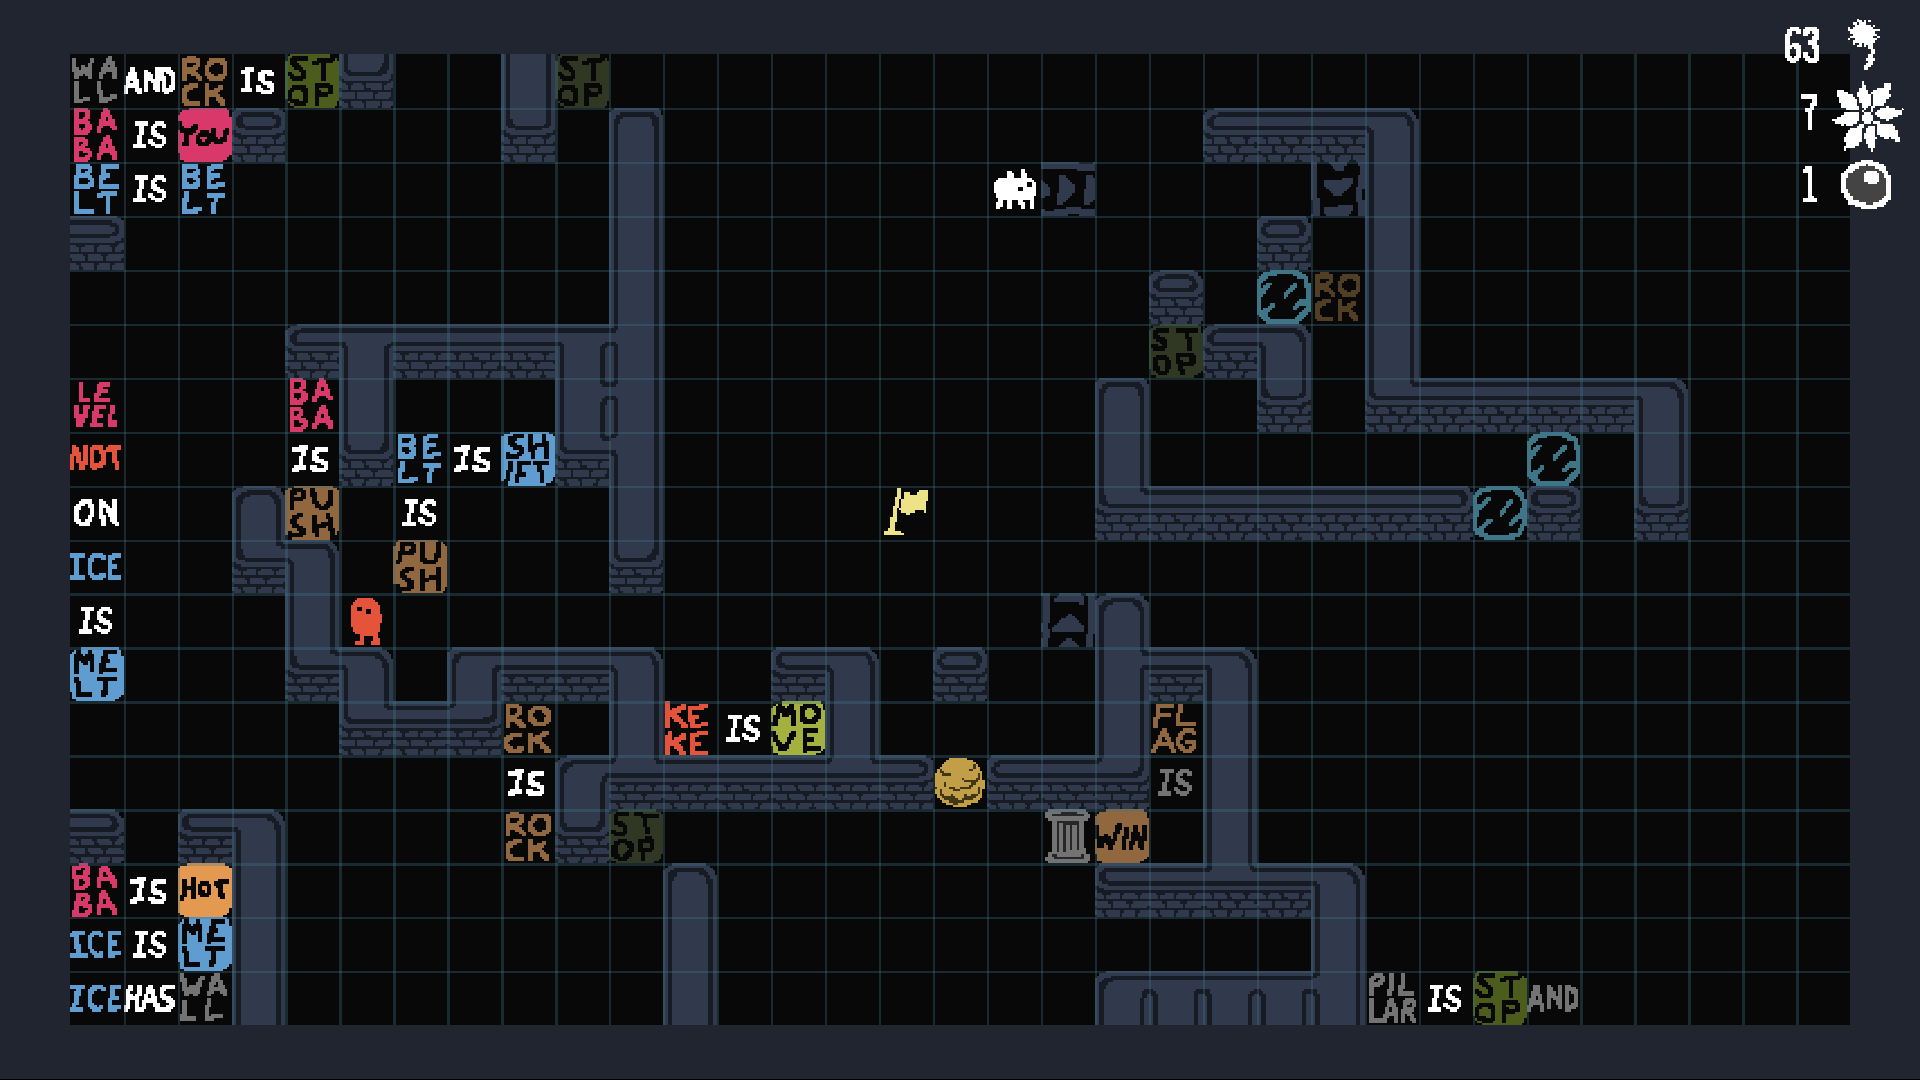 63
WALL AND ROCK IS STOP STOP
BABA IS YOU
7
BELT IS BELT
1
ROCK
STOP
LEVEL BABA
NOT IS BELT IS SHIFT
ON PUSH IS
ICE PUSH
IS
MELT
ROCK KEKE IS MOVE FLAG
IS IS
ROCK STOP WIN
BABA IS HOT
ICE IS MELT
ICE HAS WALL PILLAR IS STOP AND